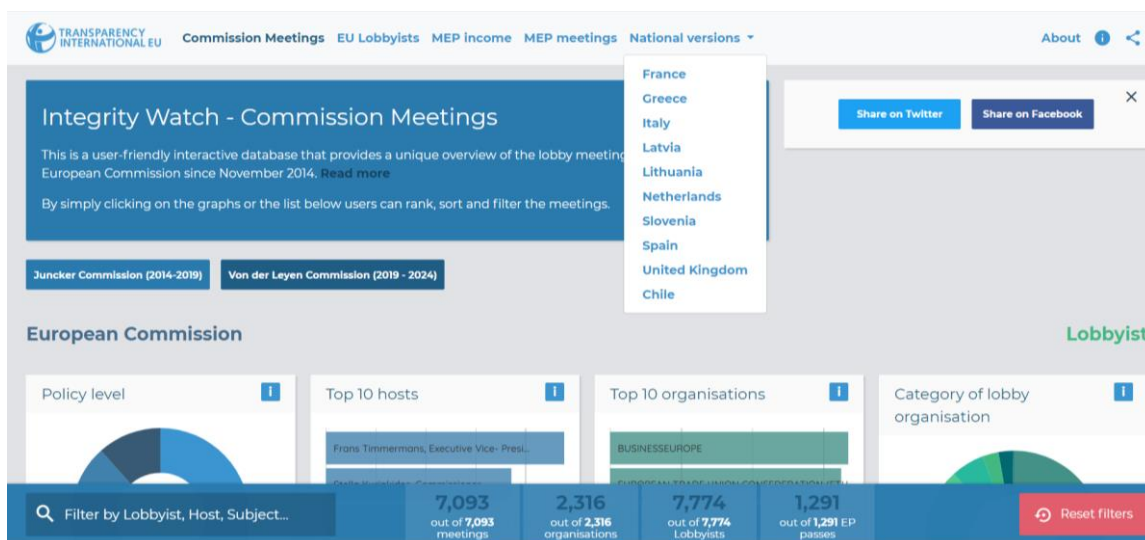 TRANSPARENCY
INTERNATIONAL EU
Commission Meetings EU Lobbyists MEP income MEP meetings National versions
About
France
Greece
Italy
Latvia
Lithuania
Netherlands
Slovenia
Spain
United Kingdom
Chile
Integrity Watch - Commission Meetings
This is a user-friendly interactive database that provides a unique overview of the lobby meeting
European Commission since November 2014. Read more
By simply clicking on the graphs or the list below users can rank, sort and filter the meetings.
Share on Twitter
Share on Facebook
Juncker Commission (2014-2019)
Von der Leyen Commission (2019 - 2024)
European Commission
Lobbyist
Policy level
Top 10 hosts
Top 10 organisations
Category of lobby
organisation
Frans Timmermans, Executive Vice- Presi...
BUSINESSEUROPE
Filter by Lobbyist, Host, Subject...
7,093
out of 7,093
meetings
2,316
out of 2,316
organisations
7,774
out of 7,774
Lobbyists
1,291
out of 1,291 EP
passes
Reset filters